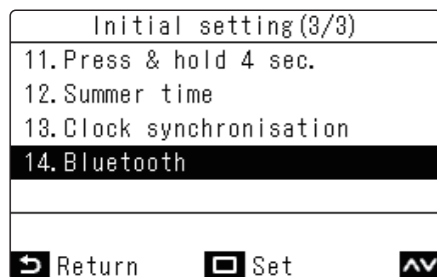 Initial setting(3/3)
11.Press & hold 4 sec.
12.Summer time
13.Clock synchronisation
14.Bluetooth
Return Set